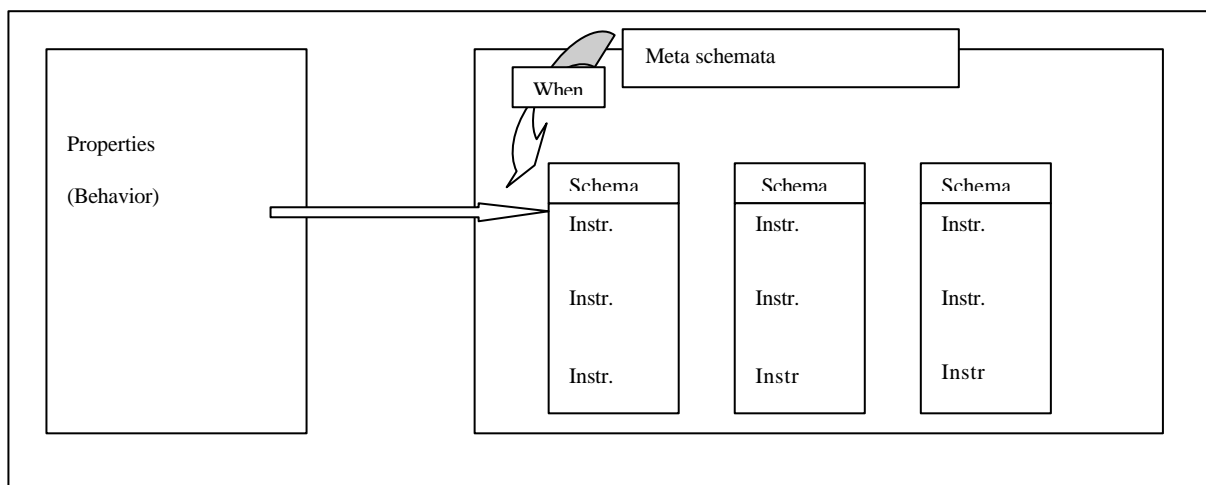 Meta schemata
When
Properties
(Behavior)
Schema
Instr.
Instr.
Instr.
Schema
Instr.
Instr.
Instr
Schema
Instr.
Instr.
Instr